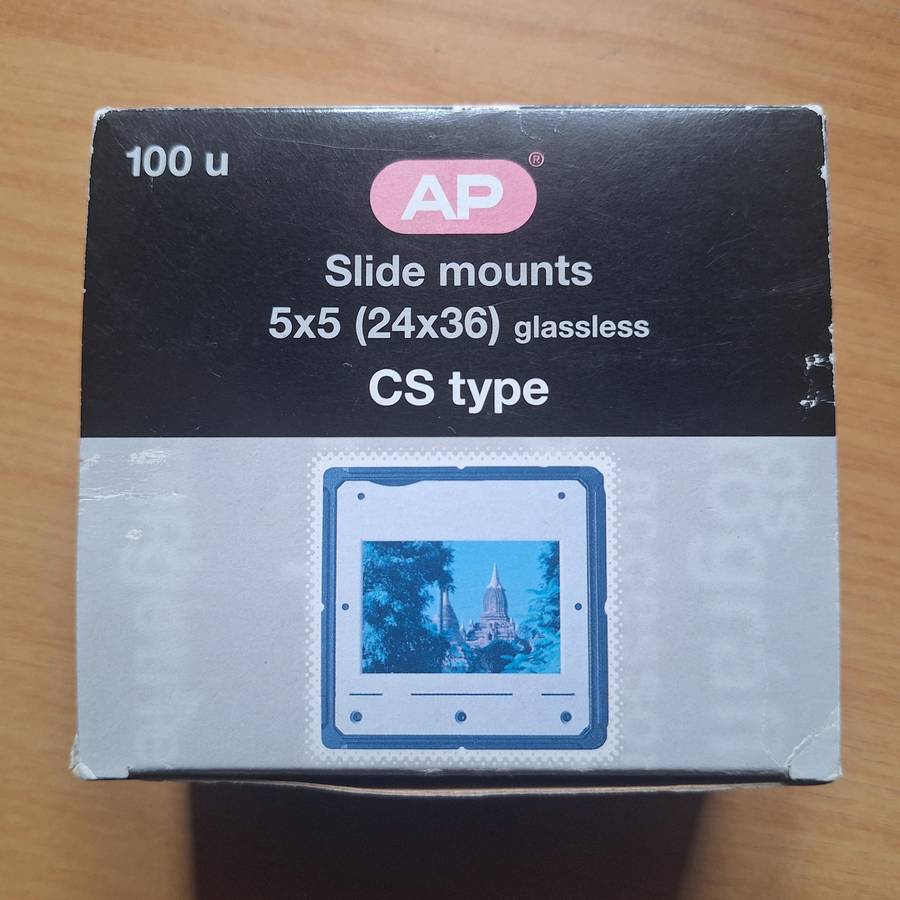 100 u
AP®
Slide mounts
5x5 (24x36) glassless
CS type